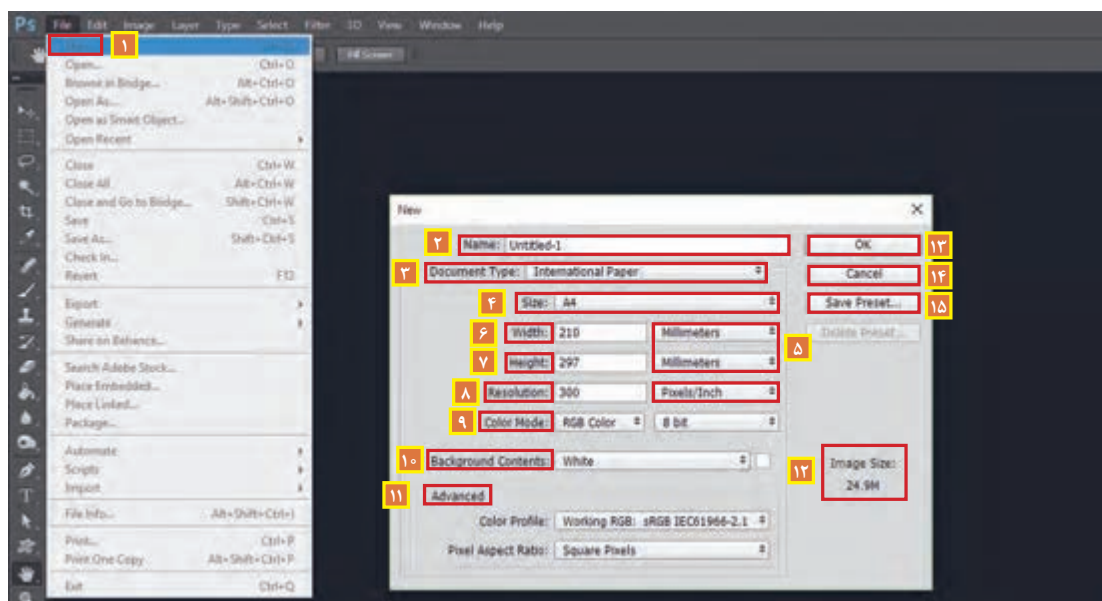 Ps File Edit Image Layer Type Select Filter 3D View Window Help
۱
Fill Screen
Open... Ctrl+O
Browse in Bridge... Alt+Ctrl+O
Open As... Alt+Shift+Ctrl+O
Open as Smart Object...
Open Recent
Close Ctrl+W
Close All Alt+Ctrl+W
Close and Go to Bridge... Shift+Ctrl+W
Save Ctrl+S
Save As... Shift+Ctrl+S
Check In...
Revert F12
Export
Generate
Share on Behance...
Search Adobe Stock...
Place Embedded...
Place Linked...
Package...
Automate
Scripts
Import
File Info... Alt+Shift+Ctrl+I
Print... Ctrl+P
Print One Copy Alt+Shift+Ctrl+P
Exit Ctrl+Q
New
۲ Name: Untitled-1 OK ۱۳
۳ Document Type: International Paper Cancel ۱۴
۴ Size: A4 Save Preset... ۱۵
۶ Width: 210 Millimeters Delete Preset...
۵
۷ Height: 297 Millimeters
۸ Resolution: 300 Pixels/Inch
۹ Color Mode: RGB Color 8 bit
۱۰ Background Contents: White
۱۲ Image Size:
24.9M
۱۱ Advanced
Color Profile: Working RGB: sRGB IEC61966-2.1
Pixel Aspect Ratio: Square Pixels